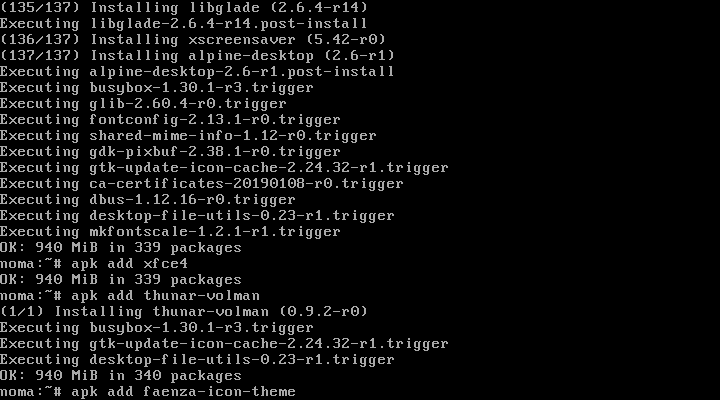 (135/137) Installing libglade (2.6.4-r14)
Executing libglade-2.6.4-r14.post-install
(136/137) Installing xscreensaver (5.42-r0)
(137/137) Installing alpine-desktop (2.6-r1)
Executing alpine-desktop-2.6-r1.post-install
Executing busybox-1.30.1-r3.trigger
Executing glib-2.60.4-r0.trigger
Executing fontconfig-2.13.1-r0.trigger
Executing shared-mime-info-1.12-r0.trigger
Executing gdk-pixbuf-2.38.1-r0.trigger
Executing gtk-update-icon-cache-2.24.32-r1.trigger
Executing ca-certificates-20190108-r0.trigger
Executing dbus-1.12.16-r0.trigger
Executing desktop-file-utils-0.23-r1.trigger
Executing mkfontscale-1.2.1-r1.trigger
OK: 940 MiB in 339 packages
noma:~# apk add xfce4
OK: 940 MiB in 339 packages
noma:~# apk add thunar-volman
(1/1) Installing thunar-volman (0.9.2-r0)
Executing busybox-1.30.1-r3.trigger
Executing gtk-update-icon-cache-2.24.32-r1.trigger
Executing desktop-file-utils-0.23-r1.trigger
OK: 940 MiB in 340 packages
noma:~# apk add faenza-icon-theme